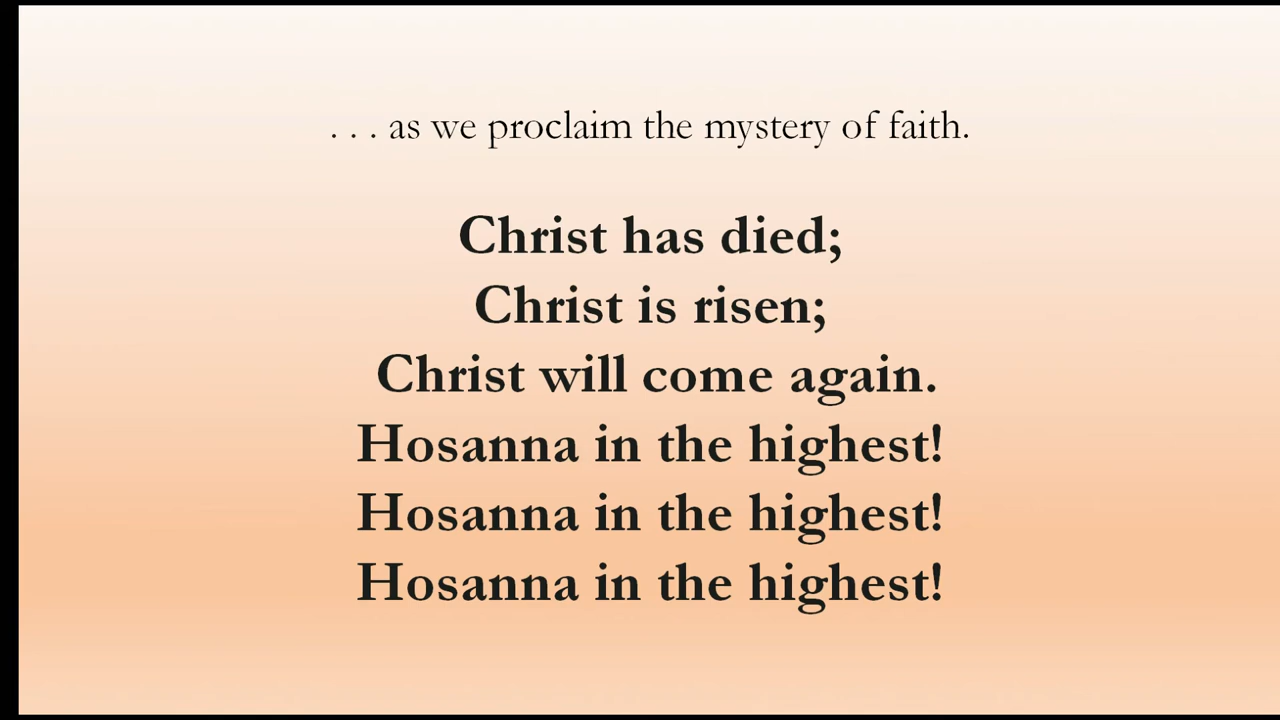 . . . as we proclaim the mystery of faith.
Christ has died;
Christ is risen;
Christ will come again.
Hosanna in the highest!
Hosanna in the highest!
Hosanna in the highest!